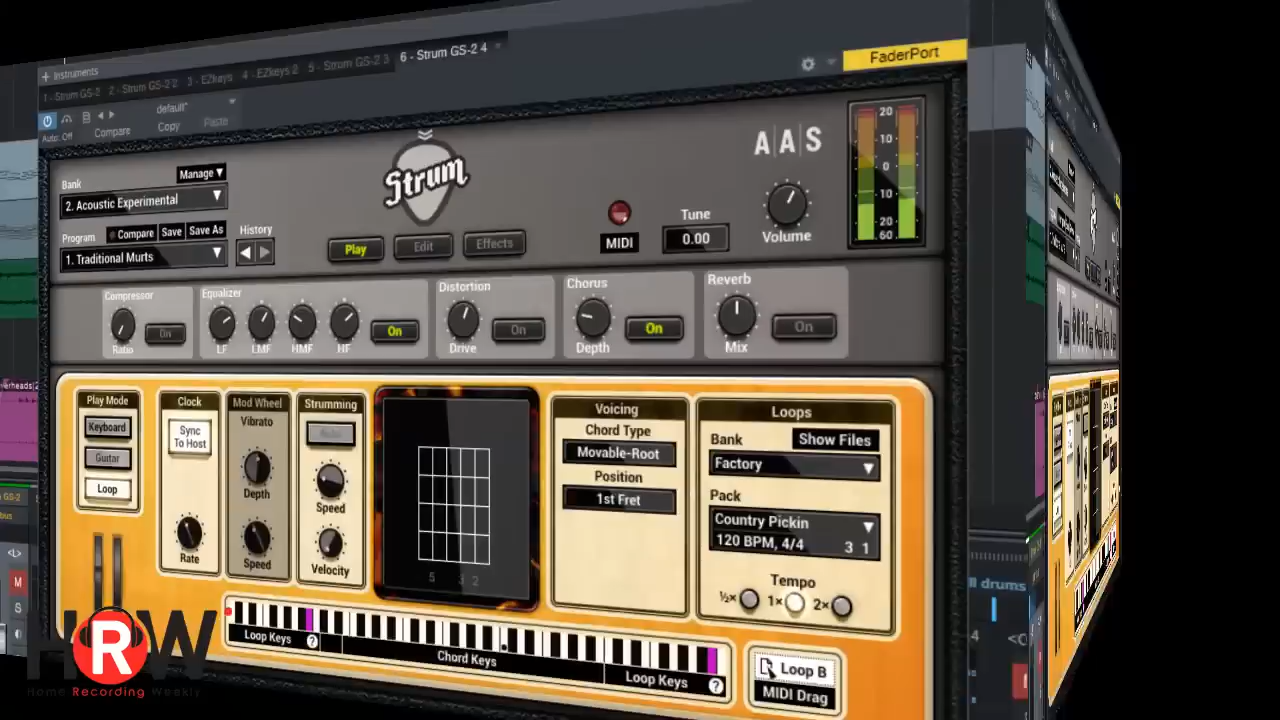 + Instruments
1 - Strum GS-2 2 - Strum GS-2 2 3 - EZkeys 4 - EZkeys 2 5 - Strum GS-2 3 6 - Strum GS-2 4
FaderPort
default*
Auto: Off Compare Copy Paste
Strum
A|A|S
20
10
0
10
20
60
Bank Manage
2. Acoustic Experimental
Program Compare Save Save As History
1. Traditional Murts
Play Edit Effects
MIDI
Tune
0.00
Volume
Compressor
Ratio On
Equalizer
LF LMF HMF HF On
Distortion
Drive On
Chorus
Depth On
Reverb
Mix On
Play Mode
Keyboard
Guitar
Loop
Clock
Sync
To Host
Rate
Mod Wheel
Vibrato
Depth
Speed
Strumming
Speed
Velocity
5 3 2
Voicing
Chord Type
Movable-Root
Position
1st Fret
Loops
Bank Show Files
Factory
Pack
Country Pickin
120 BPM, 4/4 3 1
Tempo
½× 1× 2×
Loop Keys ?
Chord Keys
Loop Keys ?
Loop B
MIDI Drag
M
S
drums
HRW
Home Recording Weekly